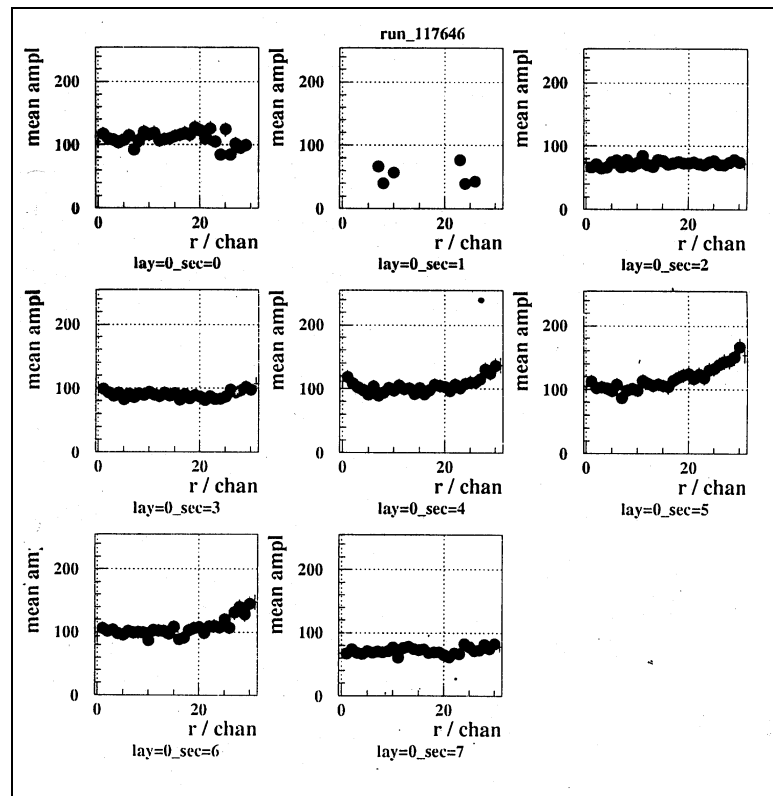 run_117646
mean ampl
200
100
0
0
20
r / chan
lay=0_sec=0
mean ampl
200
100
0
0
20
r / chan
lay=0_sec=1
mean ampl
200
100
0
0
20
r / chan
lay=0_sec=2
mean ampl
200
100
0
0
20
r / chan
lay=0_sec=3
mean ampl
200
100
0
0
20
r / chan
lay=0_sec=4
mean ampl
200
100
0
0
20
r / chan
lay=0_sec=5
mean am
200
100
0
0
20
r / chan
lay=0_sec=6
mean ampl
200
100
0
0
20
r / chan
lay=0_sec=7